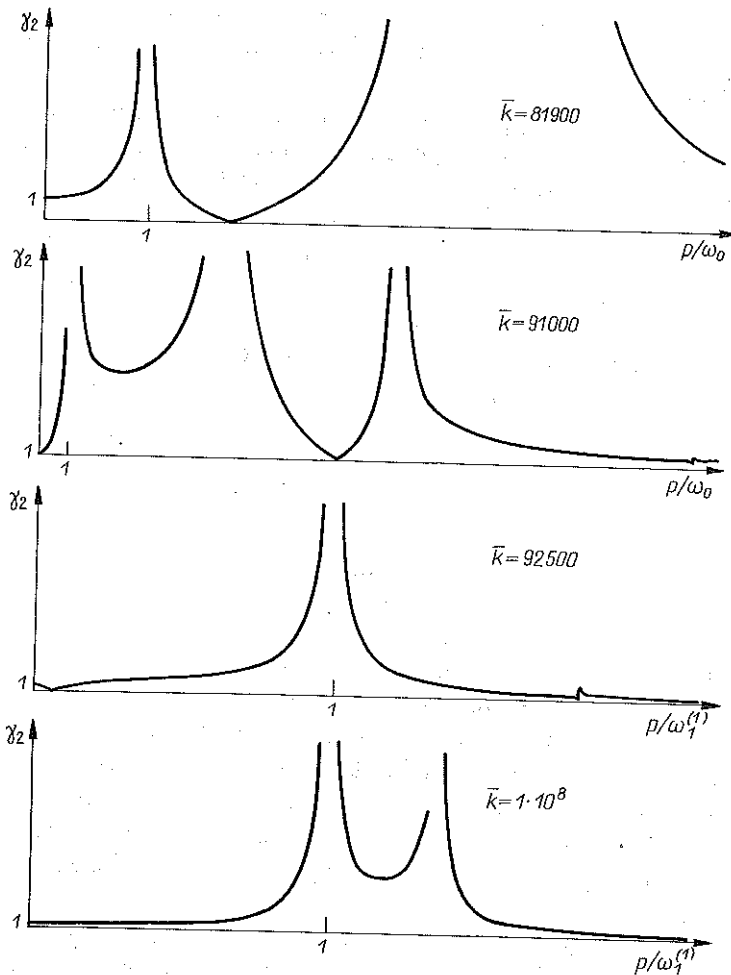 γ₂
k̄ = 81900
1
1
p/ω₀
γ₂
k̄ = 91000
1
1
p/ω₀
γ₂
k̄ = 92500
1
1
p/ω₁⁽¹⁾
γ₂
k̄ = 1·10⁸
1
1
p/ω₁⁽¹⁾